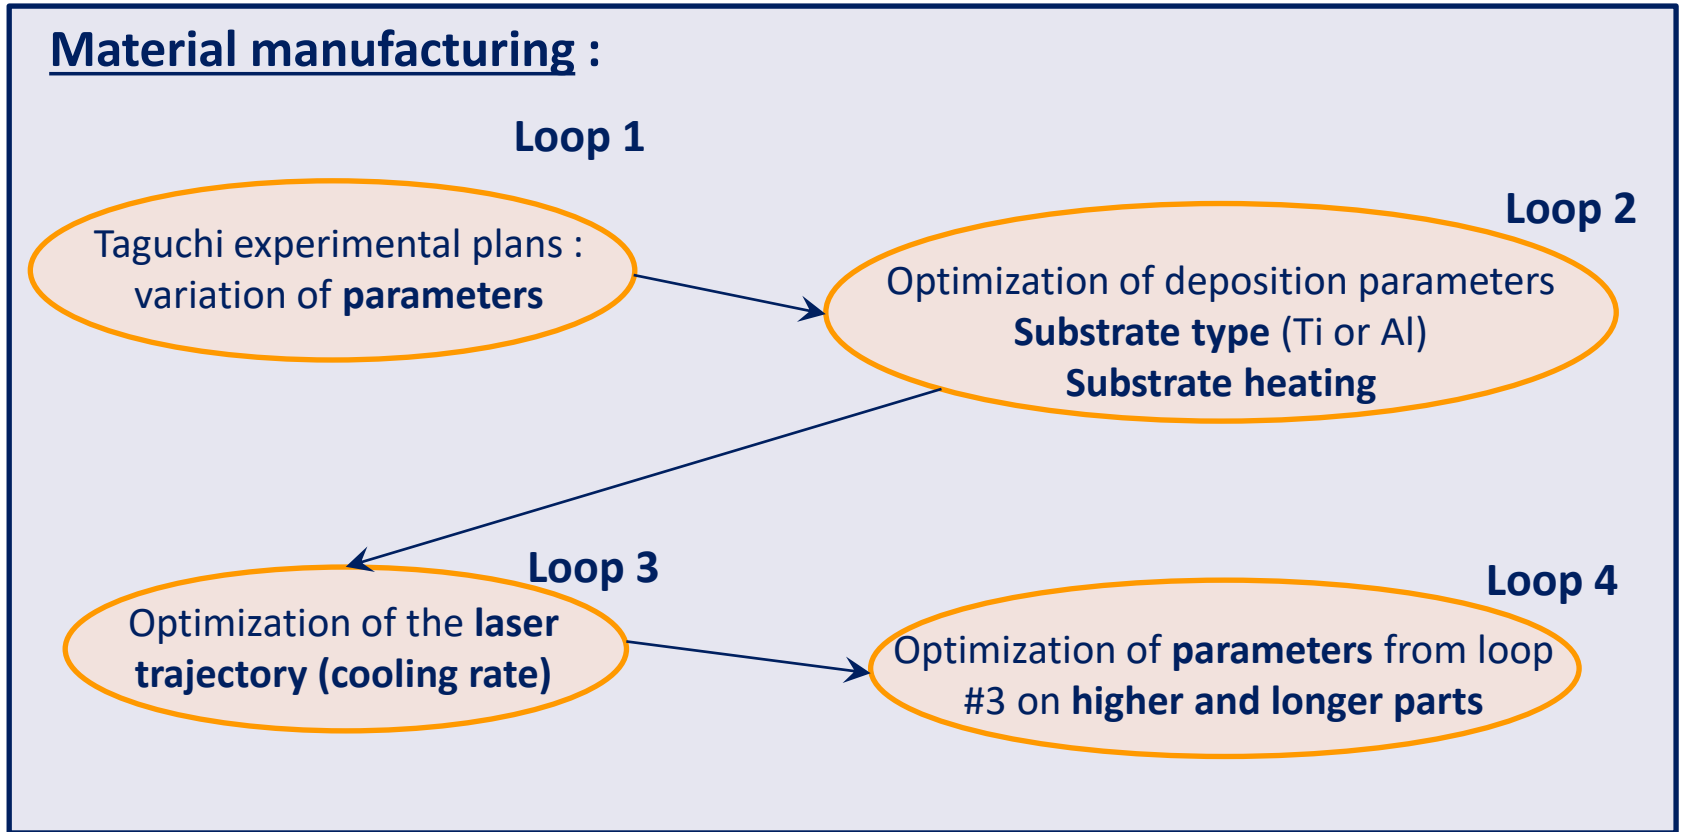 Material manufacturing :
Loop 1
Taguchi experimental plans :
variation of parameters
Loop 2
Optimization of deposition parameters
Substrate type (Ti or Al)
Substrate heating
Loop 3
Optimization of the laser
trajectory (cooling rate)
Loop 4
Optimization of parameters from loop
#3 on higher and longer parts